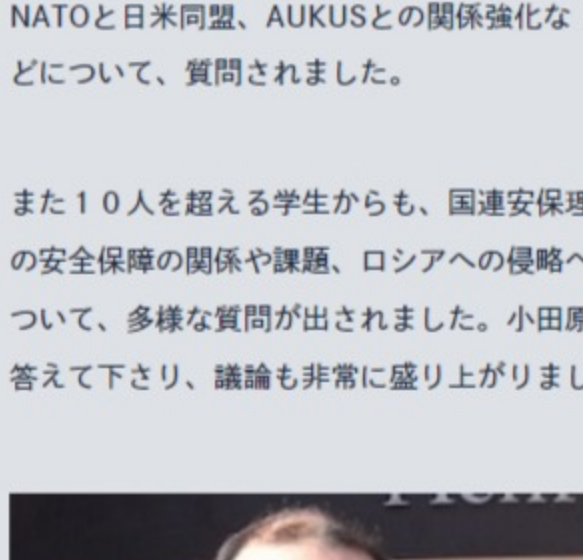 NATOと日米同盟、AUKUSとの関係強化な
どについて、質問されました。
また１０人を超える学生からも、国連安保理
の安全保障の関係や課題、ロシアへの侵略へ
ついて、多様な質問が出されました。小田原
答えて下さり、議論も非常に盛り上がりまし